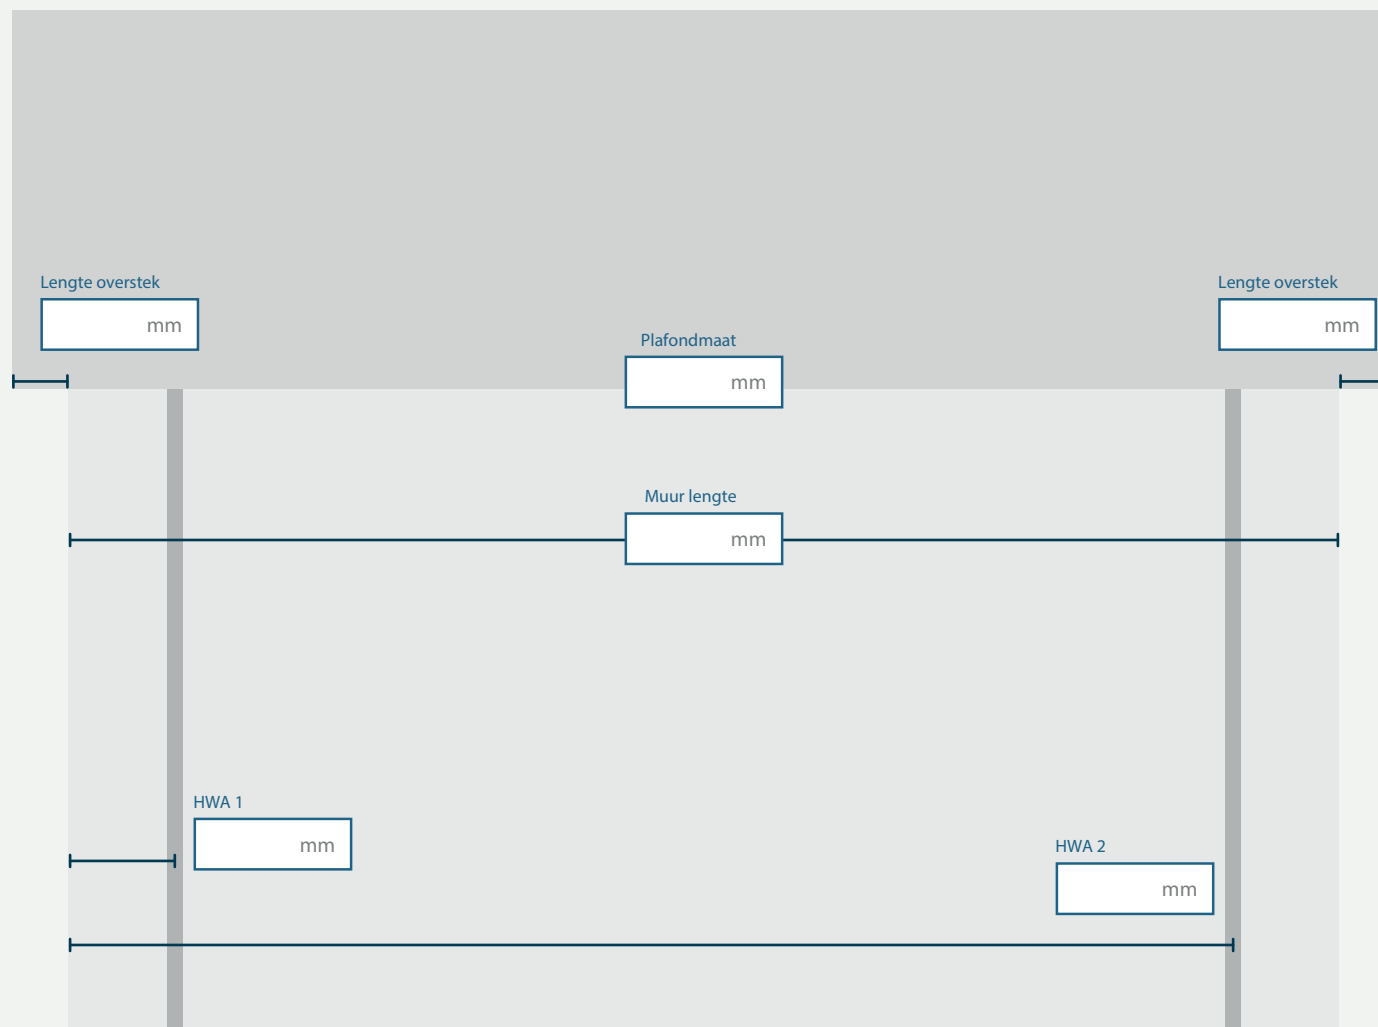 Lengte overstek
mm
Lengte overstek
mm
Plafondmaat
mm
Muur lengte
mm
HWA 1
mm
HWA 2
mm